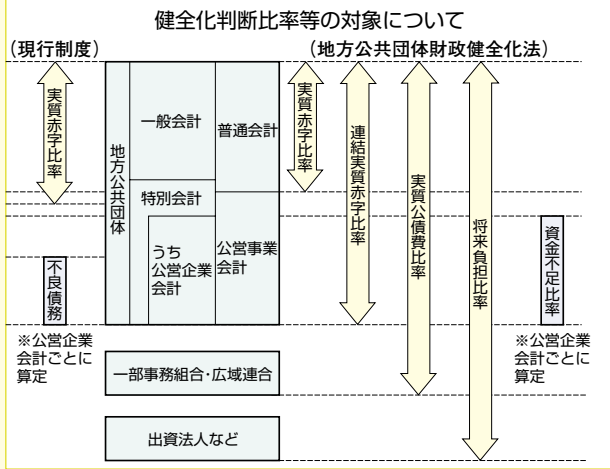 健全化判断比率等の対象について
（現行制度）
（地方公共団体財政健全化法）
実質赤字比率
不良債務
※公営企業
会計ごとに
算定
地方公共団体
一般会計
特別会計
うち
公営企業
会計
普通会計
公営事業
会計
一部事務組合・広域連合
出資法人など
実質赤字比率
連結実質赤字比率
実質公債費比率
将来負担比率
資金不足比率
※公営企業
会計ごとに
算定